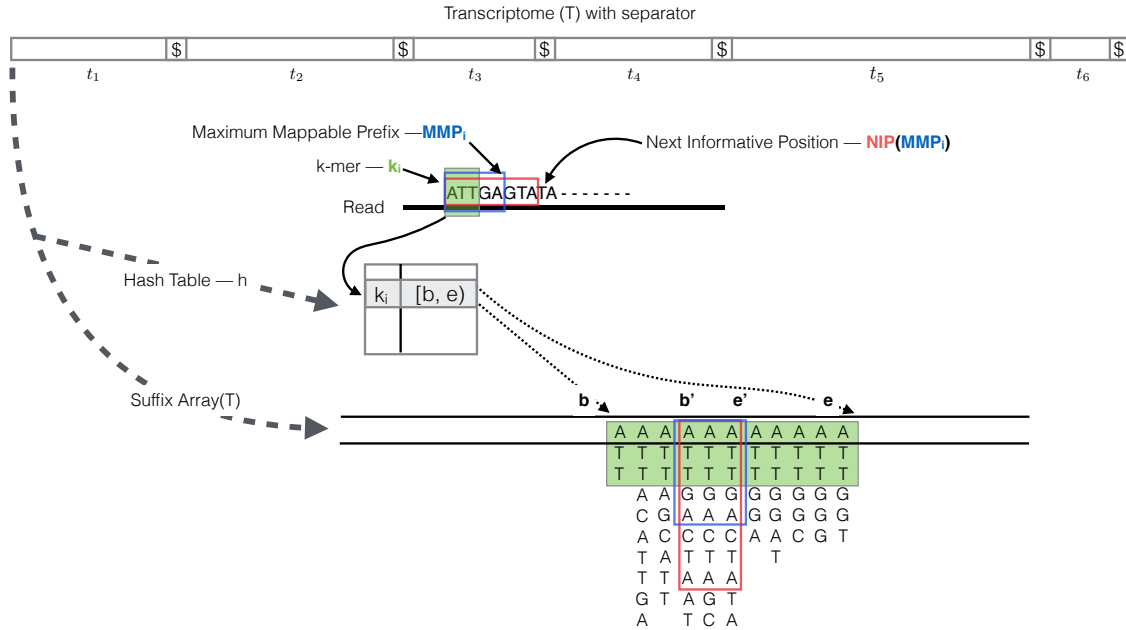 Transcriptome (T) with separator
$ $ $ $ $ $
t1 t2 t3 t4 t5 t6
Maximum Mappable Prefix —MMPi
Next Informative Position — NIP(MMPi)
k-mer — ki
ATTGAGTATA - - - - - - -
Read
Hash Table — h
ki [b, e)
Suffix Array(T)
b b’ e’ e
A A A A A A A A A A A
T T T T T T T T T T T
T T T T T T T T T T T
A A G G G G G G G G
C G A A A G G G G G
A C C C C A A C G T
T A T T T T
T T A A A
G T A G T
A T C A